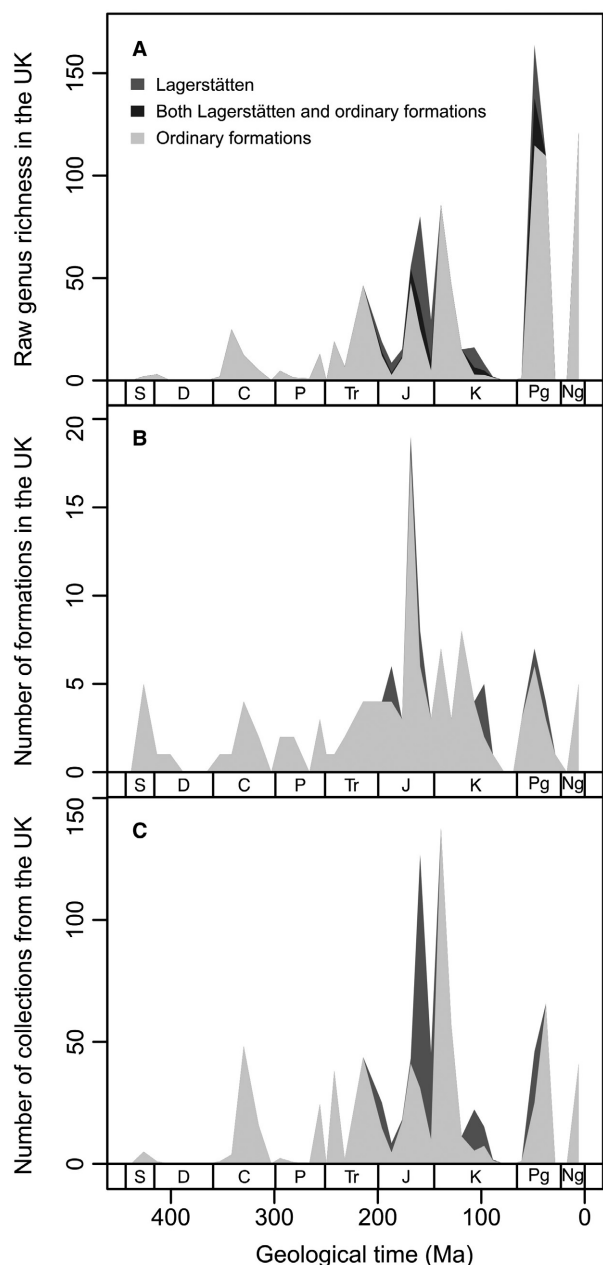 A
Lagerstätten
Both Lagerstätten and ordinary formations
Ordinary formations
Raw genus richness in the UK
150
100
50
0
S D C P Tr J K Pg Ng
B
Number of formations in the UK
20
15
10
5
0
S D C P Tr J K Pg Ng
C
Number of collections from the UK
150
100
50
0
S D C P Tr J K Pg Ng
400 300 200 100 0
Geological time (Ma)